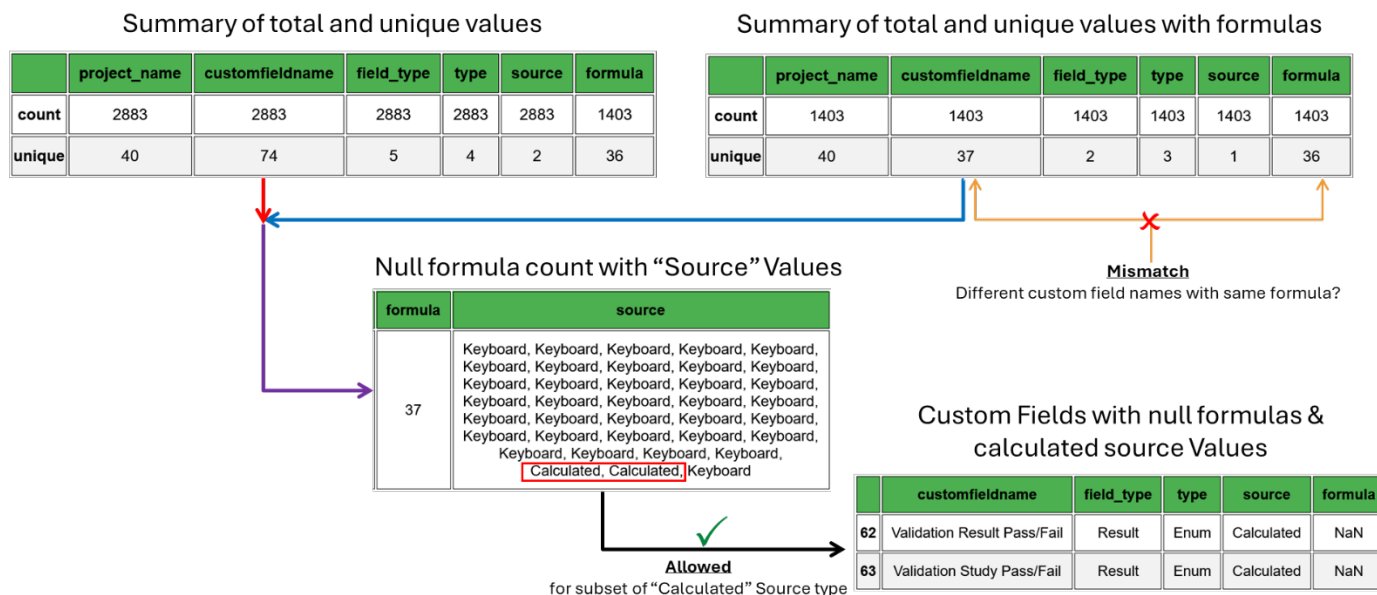 Summary of total and unique values
project_name customfieldname field_type type source formula
count 2883 2883 2883 2883 2883 1403
unique 40 74 5 4 2 36
Summary of total and unique values with formulas
project_name customfieldname field_type type source formula
count 1403 1403 1403 1403 1403 1403
unique 40 37 2 3 1 36
Mismatch
Different custom field names with same formula?
Null formula count with “Source” Values
formula source
37
Keyboard, Keyboard, Keyboard, Keyboard, Keyboard,
Keyboard, Keyboard, Keyboard, Keyboard, Keyboard,
Keyboard, Keyboard, Keyboard, Keyboard, Keyboard,
Keyboard, Keyboard, Keyboard, Keyboard, Keyboard,
Keyboard, Keyboard, Keyboard, Keyboard, Keyboard,
Keyboard, Keyboard, Keyboard, Keyboard, Keyboard,
Keyboard, Keyboard, Keyboard, Keyboard,
Calculated, Calculated, Keyboard
Allowed
for subset of “Calculated” Source type
Custom Fields with null formulas &
calculated source Values
customfieldname field_type type source formula
62 Validation Result Pass/Fail Result Enum Calculated NaN
63 Validation Study Pass/Fail Result Enum Calculated NaN